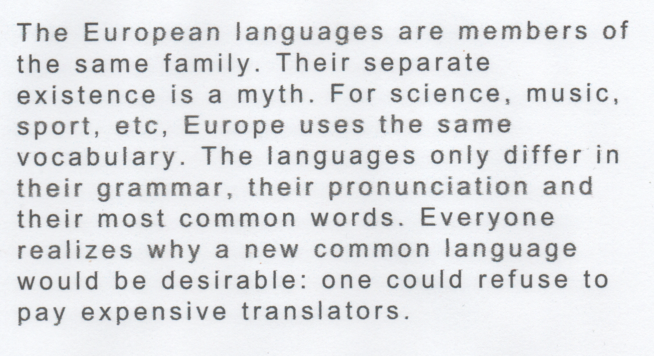 The European languages are members of
the same family. Their separate
existence is a myth. For science, music,
sport, etc, Europe uses the same
vocabulary. The languages only differ in
their grammar, their pronunciation and
their most common words. Everyone
realizes why a new common language
would be desirable: one could refuse to
pay expensive translators.